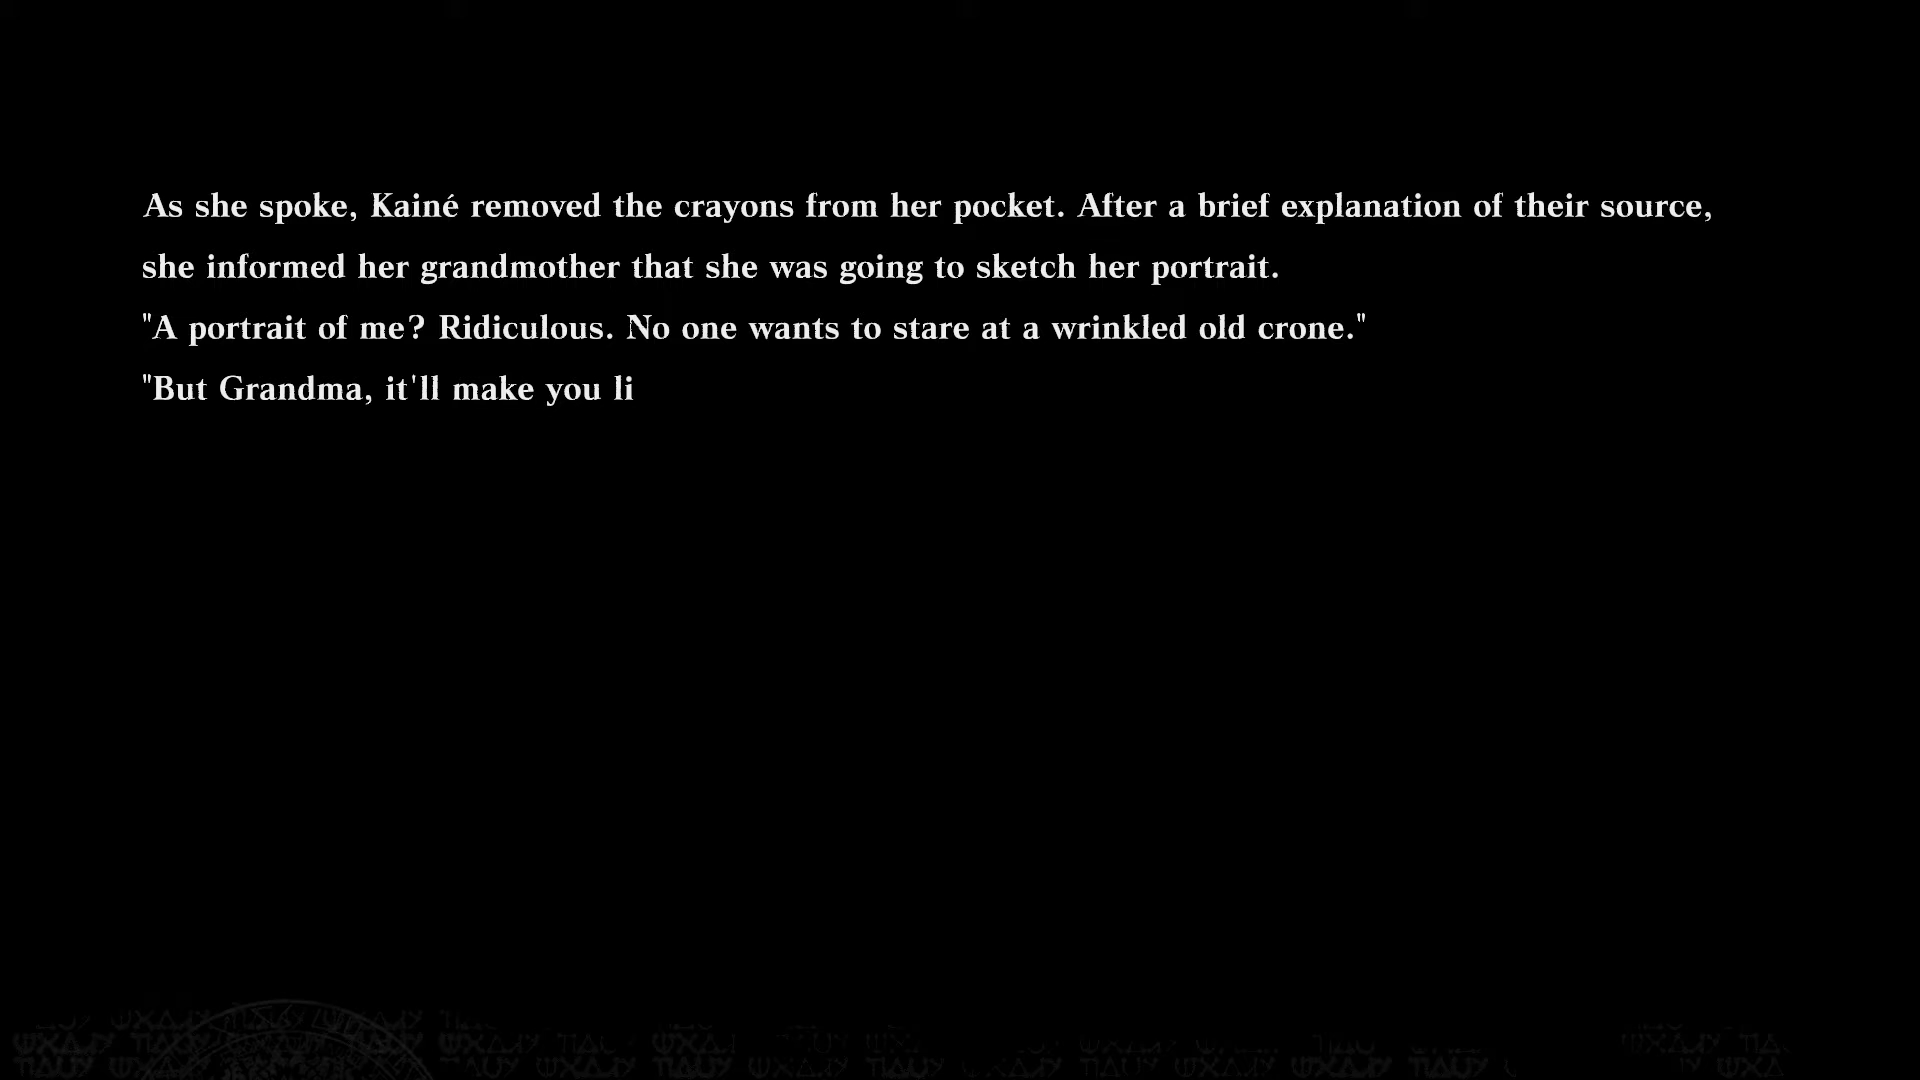 As she spoke, Kainé removed the crayons from her pocket. After a brief explanation of their source,
she informed her grandmother that she was going to sketch her portrait.
"A portrait of me? Ridiculous. No one wants to stare at a wrinkled old crone."
"But Grandma, it'll make you li